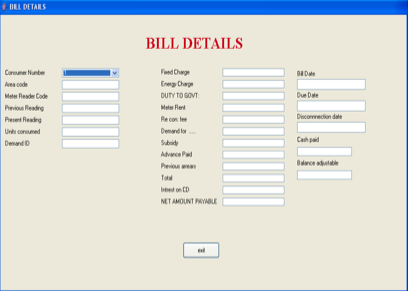 BILL DETAILS
BILL DETAILS
Consumer Number
1
Area code
Meter Reader Code
Previous Reading
Present Reading
Units consumed
Demand ID
Fixed Charge
Energy Charge
DUTY TO GOVT:
Meter Rent
Re con: fee
Demand for .....
Subsidy
Advance Paid
Previous arrears
Total
Intrest on CD
NET AMOUNT PAYABLE
Bill Date
Due Date
Disconnection date
Cash paid
Balance adjustable
exit